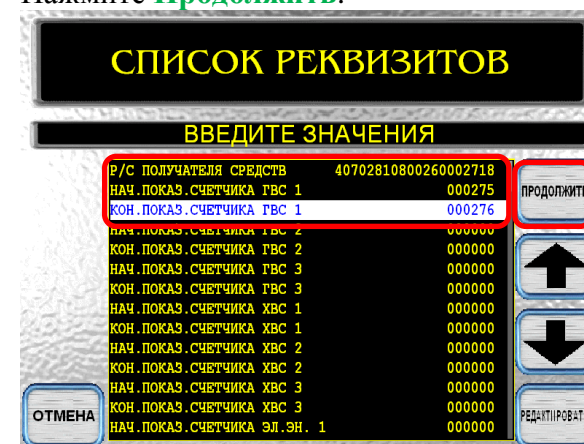 Нажмите Продолжить.
СПИСОК РЕКВИЗИТОВ
ВВЕДИТЕ ЗНАЧЕНИЯ
Р/С ПОЛУЧАТЕЛЯ СРЕДСТВ 40702810800260002718
НАЧ.ПОКАЗ.СЧЕТЧИКА ГВС 1 000275
КОН.ПОКАЗ.СЧЕТЧИКА ГВС 1 000276
НАЧ.ПОКАЗ.СЧЕТЧИКА ГВС 2 000000
КОН.ПОКАЗ.СЧЕТЧИКА ГВС 2 000000
НАЧ.ПОКАЗ.СЧЕТЧИКА ГВС 3 000000
КОН.ПОКАЗ.СЧЕТЧИКА ГВС 3 000000
НАЧ.ПОКАЗ.СЧЕТЧИКА ХВС 1 000000
КОН.ПОКАЗ.СЧЕТЧИКА ХВС 1 000000
НАЧ.ПОКАЗ.СЧЕТЧИКА ХВС 2 000000
КОН.ПОКАЗ.СЧЕТЧИКА ХВС 2 000000
НАЧ.ПОКАЗ.СЧЕТЧИКА ХВС 3 000000
КОН.ПОКАЗ.СЧЕТЧИКА ХВС 3 000000
НАЧ.ПОКАЗ.СЧЕТЧИКА ЭЛ.ЭН. 1 000000
ПРОДОЛЖИТЬ
ОТМЕНА
РЕДАКТИРОВАТ